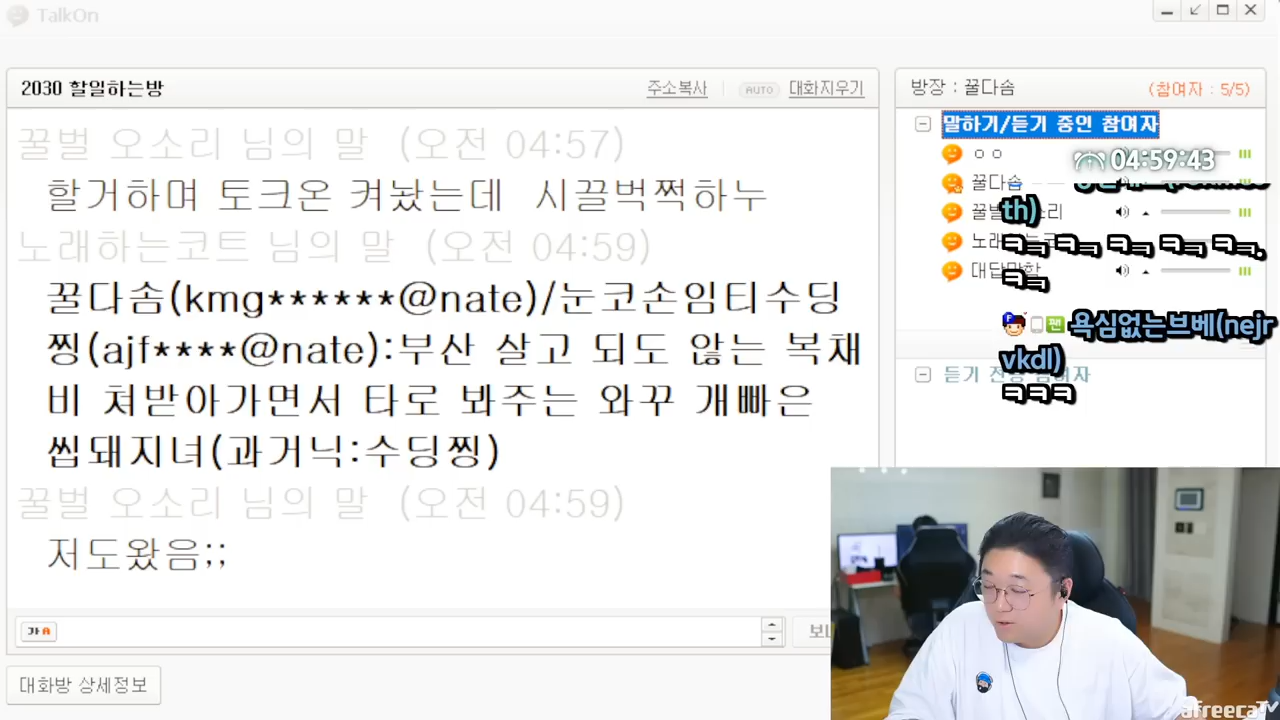 TalkOn
2030 할일하는방
주소복사
AUTO
대화지우기
꿀벌 오소리 님의 말 (오전 04:57)
할거하며 토크온 켜놨는데 시끌벅쩍하누
노래하는코트 님의 말 (오전 04:59)
꿀다솜(kmg******@nate)/눈코손임티수딩
찡(ajf****@nate):부산 살고 되도 않는 복채
비 쳐받아가면서 타로 봐주는 와꾸 개빠은
씹돼지녀(과거닉:수딩찡)
꿀벌 오소리 님의 말 (오전 04:59)
저도왔음;;
가A
대화방 상세정보
방장 : 꿀다솜
(참여자 : 5/5)
말하기/듣기 중인 참여자
ㅇㅇ
04:59:43
꿀다솜
th)
ㅋㅋ ㅋㅋ ㅋㅋ ㅋㅋ ㅋㅋ.
ㅋㅋ
욕심없는브베(nejr
vkdl)
ㅋㅋㅋ
afreecaTV